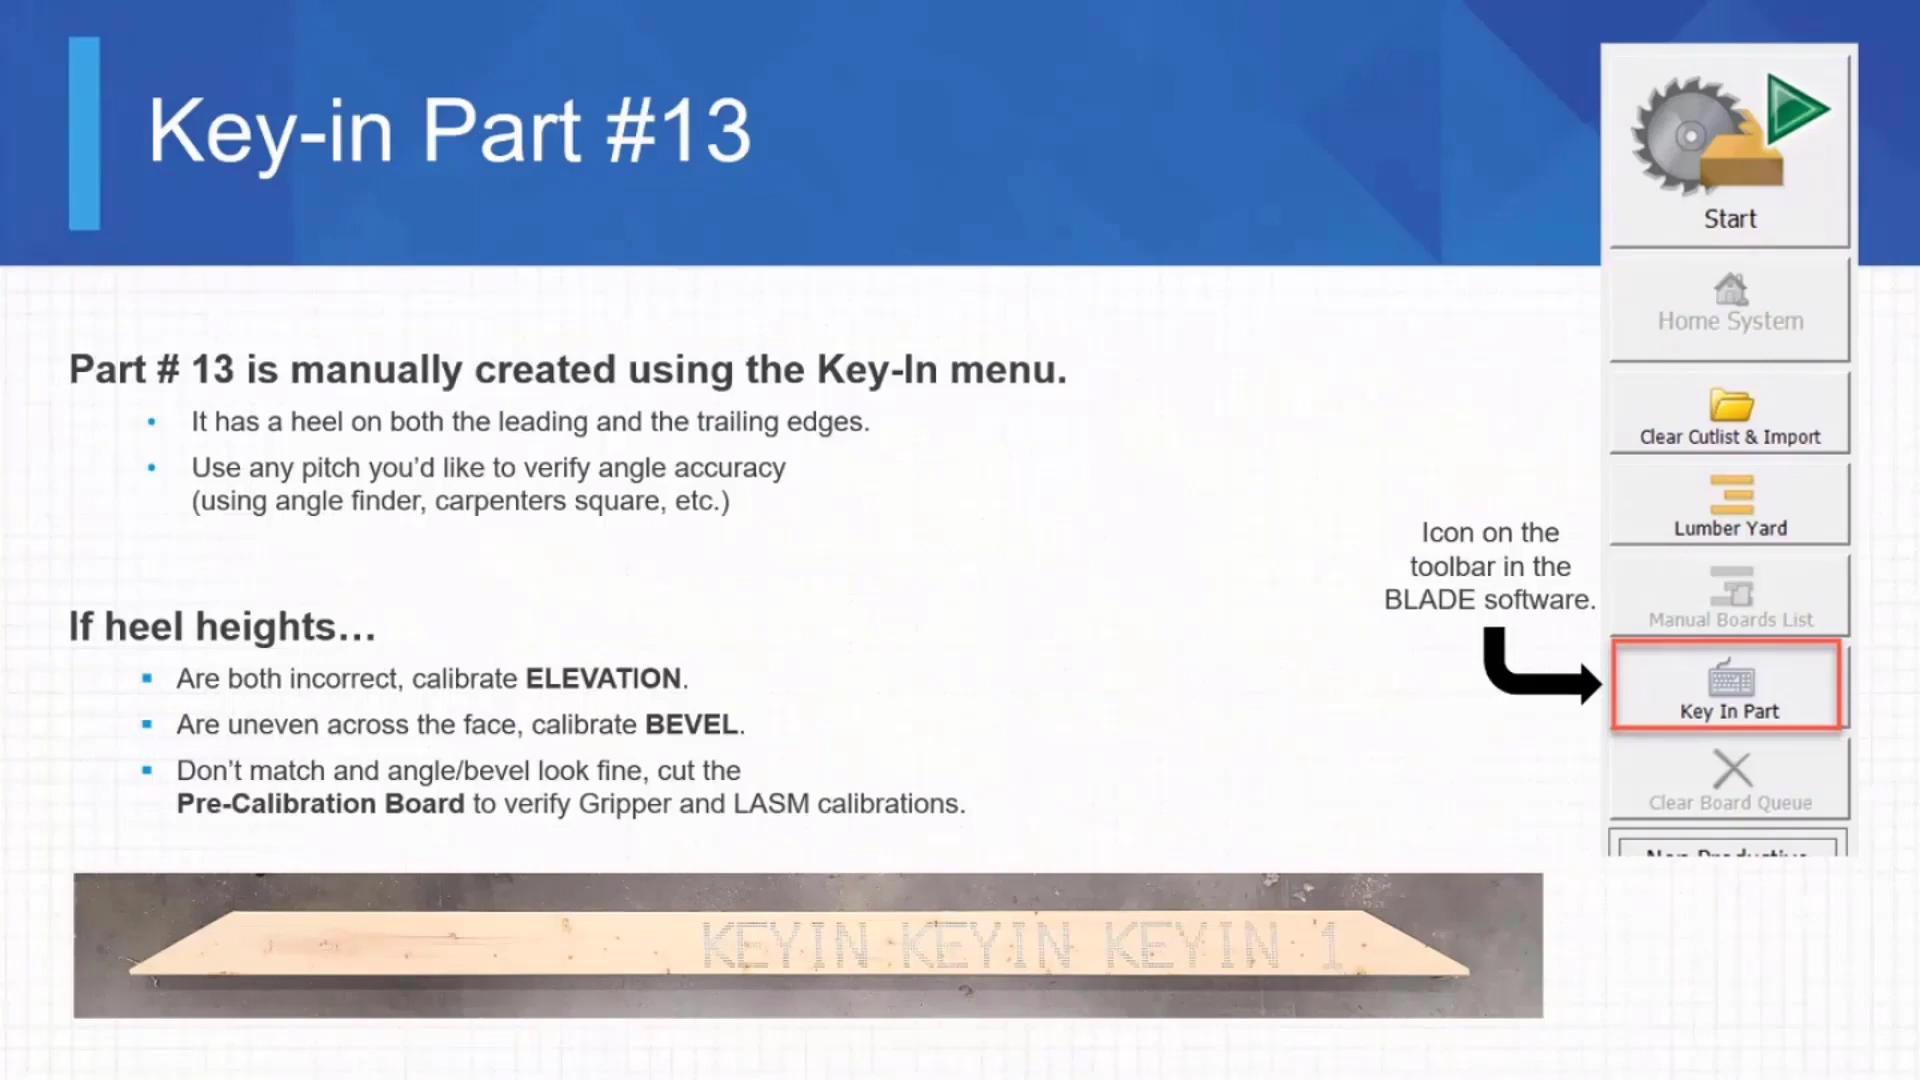 Key-in Part #13
Part # 13 is manually created using the Key-In menu.
• It has a heel on both the leading and the trailing edges.
• Use any pitch you’d like to verify angle accuracy
(using angle finder, carpenters square, etc.)
If heel heights…
▪ Are both incorrect, calibrate ELEVATION.
▪ Are uneven across the face, calibrate BEVEL.
▪ Don’t match and angle/bevel look fine, cut the
Pre-Calibration Board to verify Gripper and LASM calibrations.
KEYIN KEYIN KEYIN 1
Icon on the
toolbar in the
BLADE software.
Start
Home System
Clear Cutlist & Import
Lumber Yard
Manual Boards List
Key In Part
Clear Board Queue